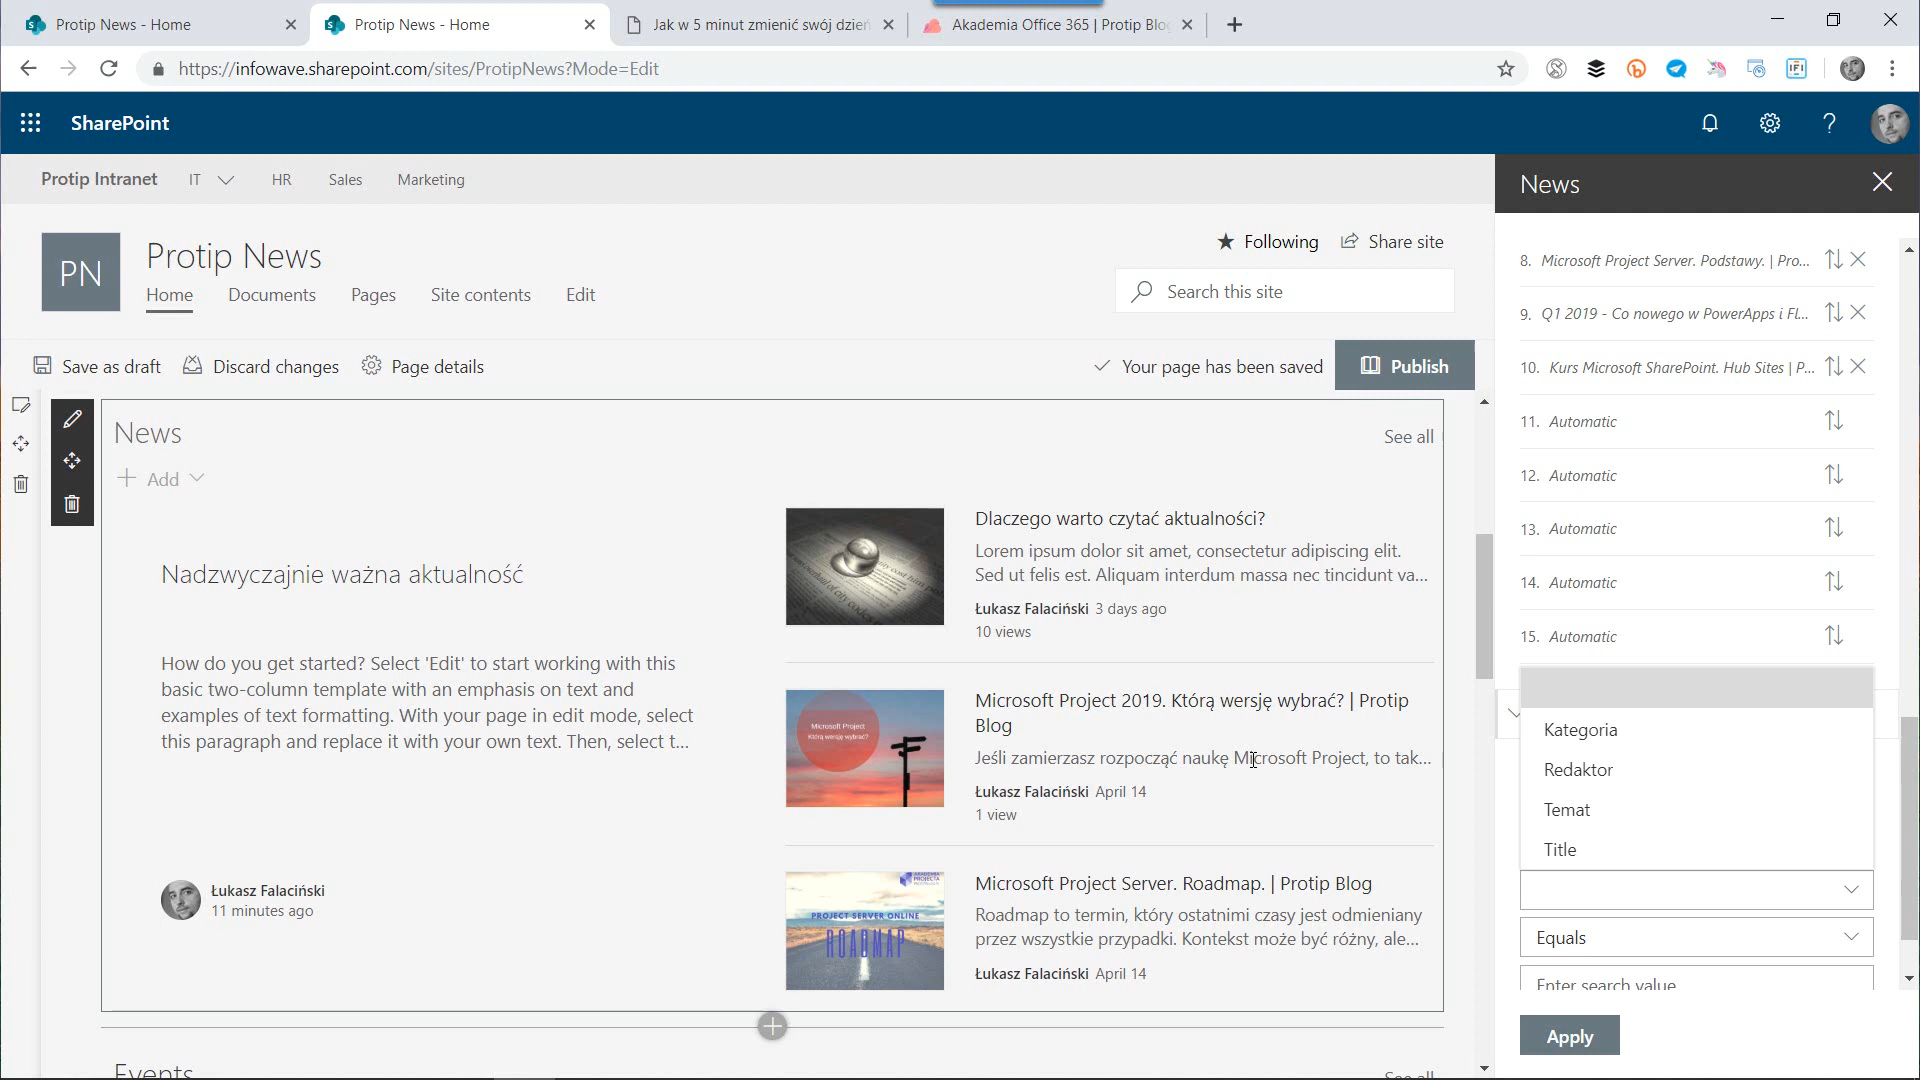 Protip News - Home
Protip News - Home
Jak w 5 minut zmienić swój dzień
Akademia Office 365 | Protip Blog
https://infowave.sharepoint.com/sites/ProtipNews?Mode=Edit
SharePoint
Protip Intranet
IT
HR
Sales
Marketing
PN
Protip News
Home
Documents
Pages
Site contents
Edit
Following
Share site
Search this site
Save as draft
Discard changes
Page details
Your page has been saved
Publish
News
See all
Add
Nadzwyczajnie ważna aktualność
How do you get started? Select 'Edit' to start working with this
basic two-column template with an emphasis on text and
examples of text formatting. With your page in edit mode, select
this paragraph and replace it with your own text. Then, select t...
Łukasz Falaciński
11 minutes ago
Dlaczego warto czytać aktualności?
Lorem ipsum dolor sit amet, consectetur adipiscing elit.
Sed ut felis est. Aliquam interdum massa nec tincidunt va...
Łukasz Falaciński 3 days ago
10 views
Microsoft Project
Którą wersję wybrać?
Microsoft Project 2019. Którą wersję wybrać? | Protip
Blog
Jeśli zamierzasz rozpocząć naukę Microsoft Project, to tak...
Łukasz Falaciński April 14
1 view
PROJECT SERVER ONLINE
ROADMAP
Microsoft Project Server. Roadmap. | Protip Blog
Roadmap to termin, który ostatnimi czasy jest odmieniany
przez wszystkie przypadki. Kontekst może być różny, ale...
Łukasz Falaciński April 14
Events
See all
News
8. Microsoft Project Server. Podstawy. | Pro...
9. Q1 2019 - Co nowego w PowerApps i Fl...
10. Kurs Microsoft SharePoint. Hub Sites | P...
11. Automatic
12. Automatic
13. Automatic
14. Automatic
15. Automatic
Kategoria
Redaktor
Temat
Title
Equals
Enter search value
Apply